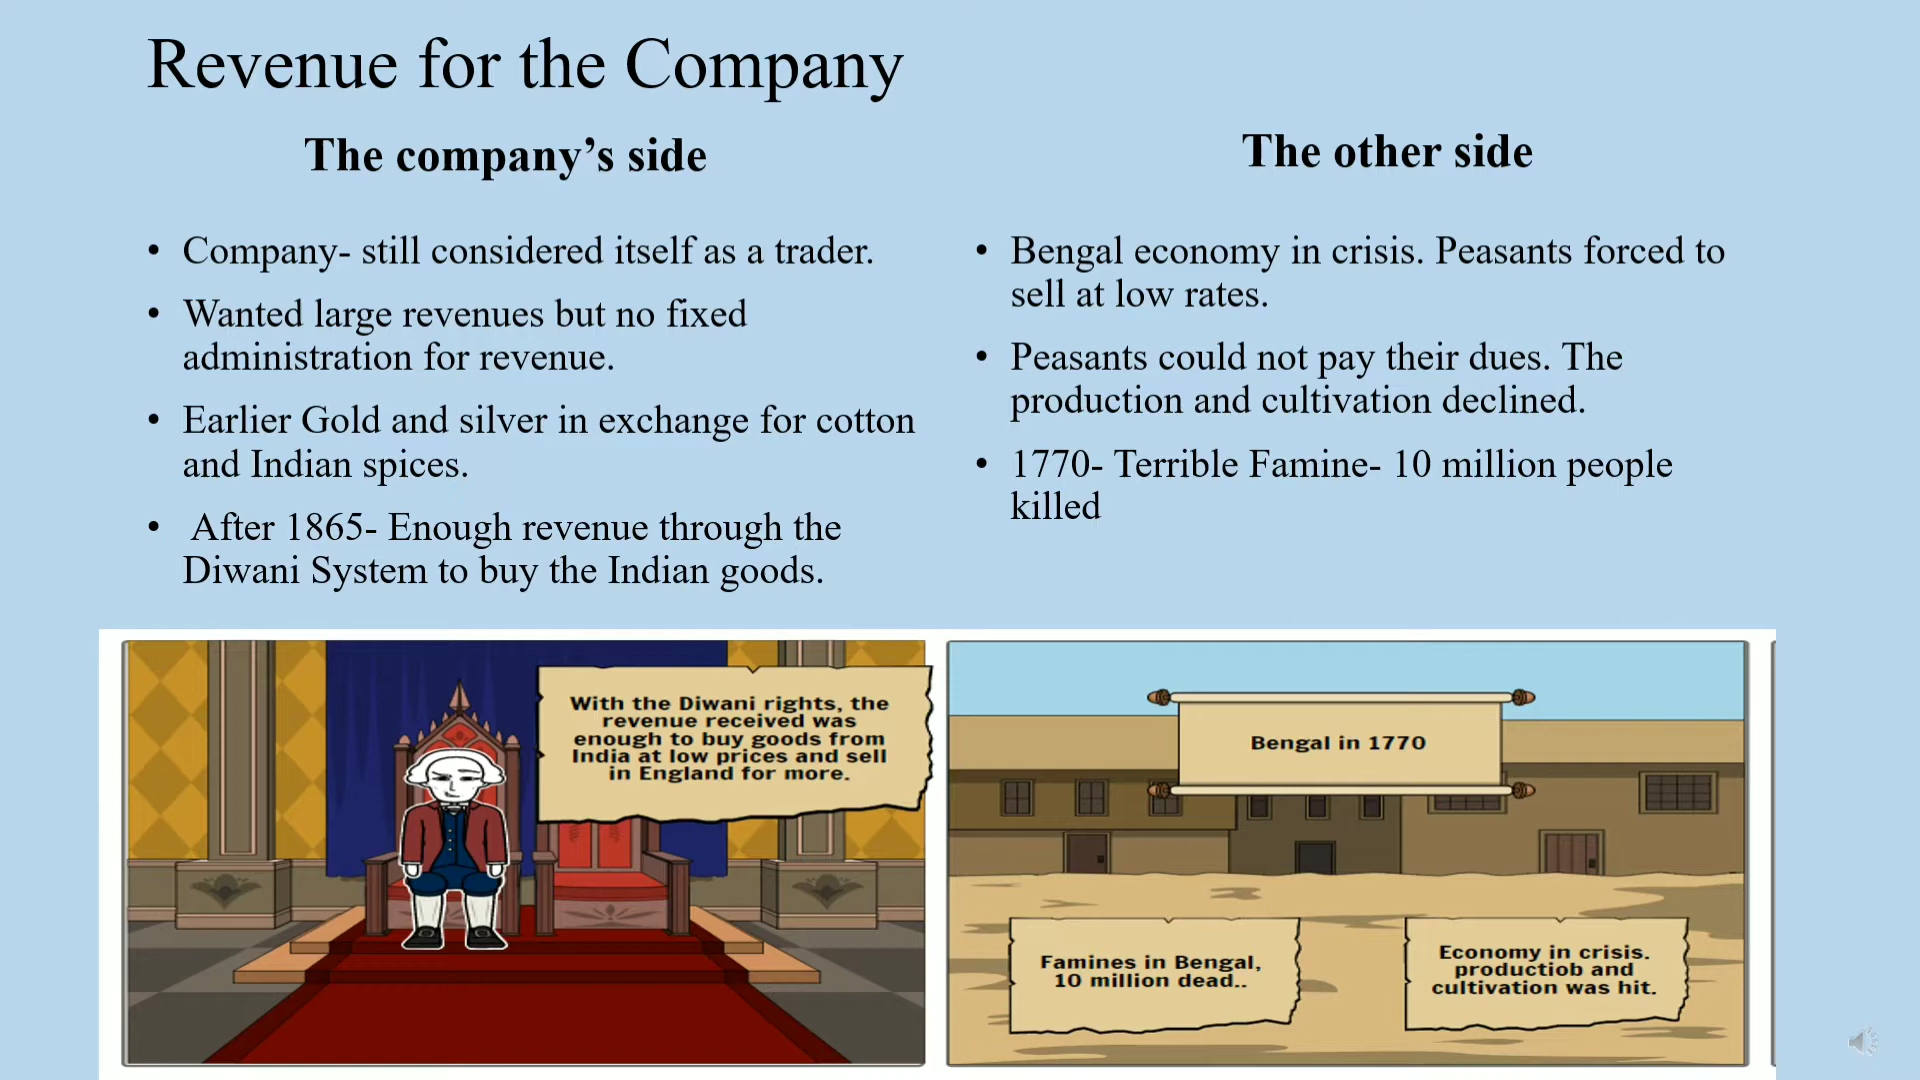 Revenue for the Company
The company’s side
• Company- still considered itself as a trader.
• Wanted large revenues but no fixed
administration for revenue.
• Earlier Gold and silver in exchange for cotton
and Indian spices.
• After 1865- Enough revenue through the
Diwani System to buy the Indian goods.
The other side
• Bengal economy in crisis. Peasants forced to
sell at low rates.
• Peasants could not pay their dues. The
production and cultivation declined.
• 1770- Terrible Famine- 10 million people
killed
With the Diwani rights, the
revenue received was
enough to buy goods from
India at low prices and sell
in England for more.
Bengal in 1770
Famines in Bengal,
10 million dead..
Economy in crisis.
productiob and
cultivation was hit.